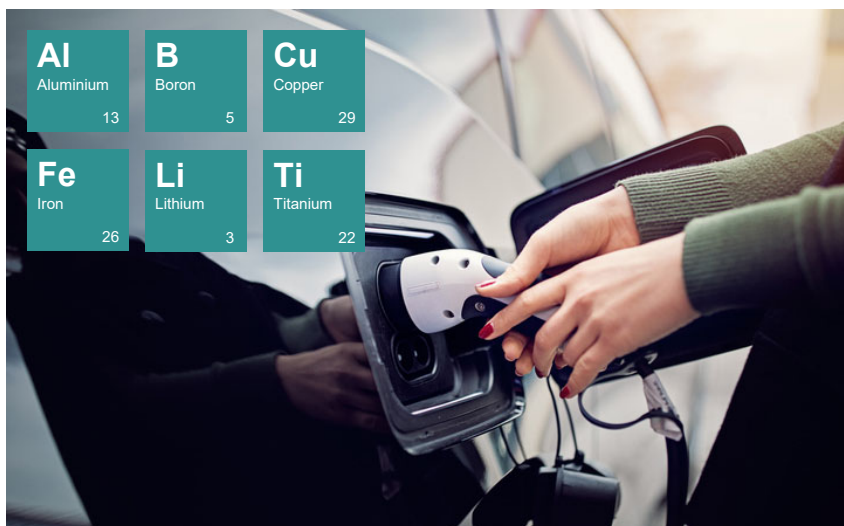 Al
Aluminium
13
B
Boron
5
Cu
Copper
29
Fe
Iron
26
Li
Lithium
3
Ti
Titanium
22